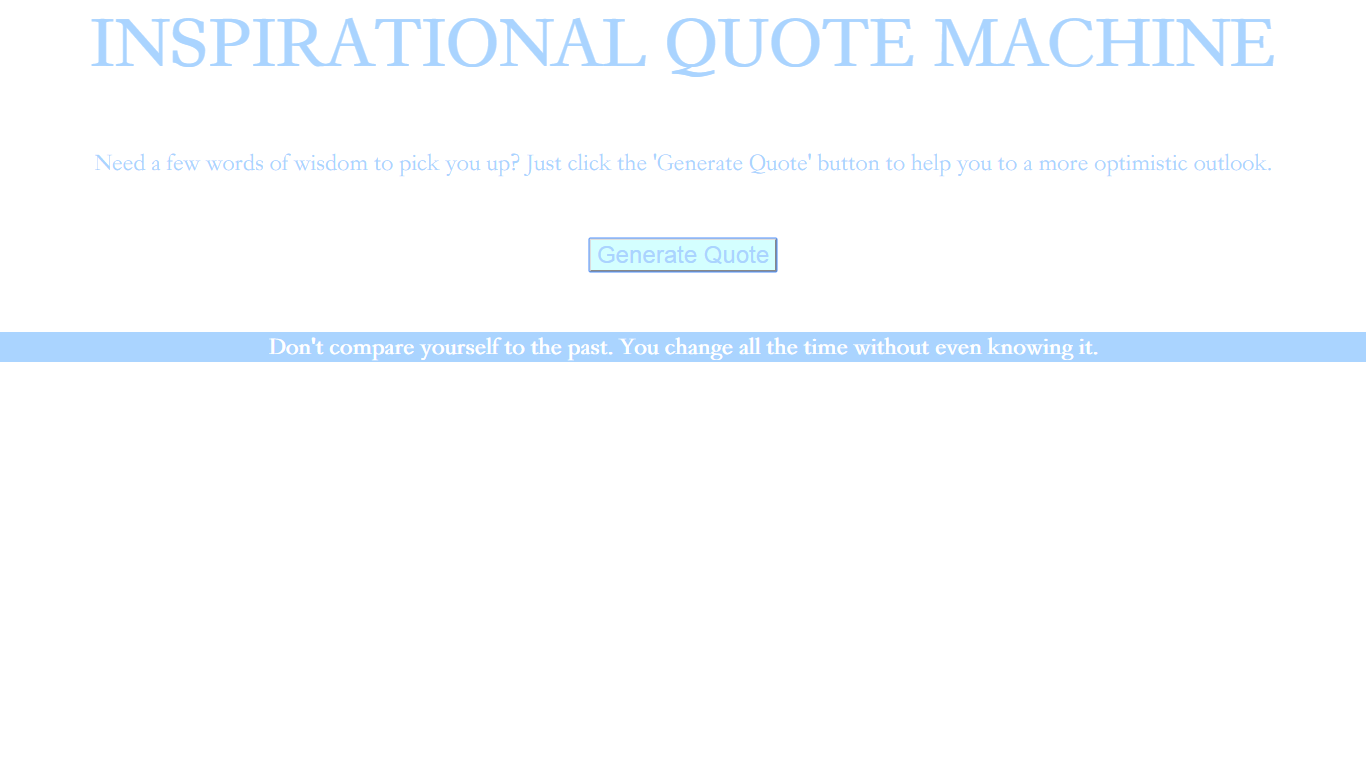 INSPIRATIONAL QUOTE MACHINE
Need a few words of wisdom to pick you up? Just click the 'Generate Quote' button to help you to a more optimistic outlook.
Generate Quote
Don't compare yourself to the past. You change all the time without even knowing it.